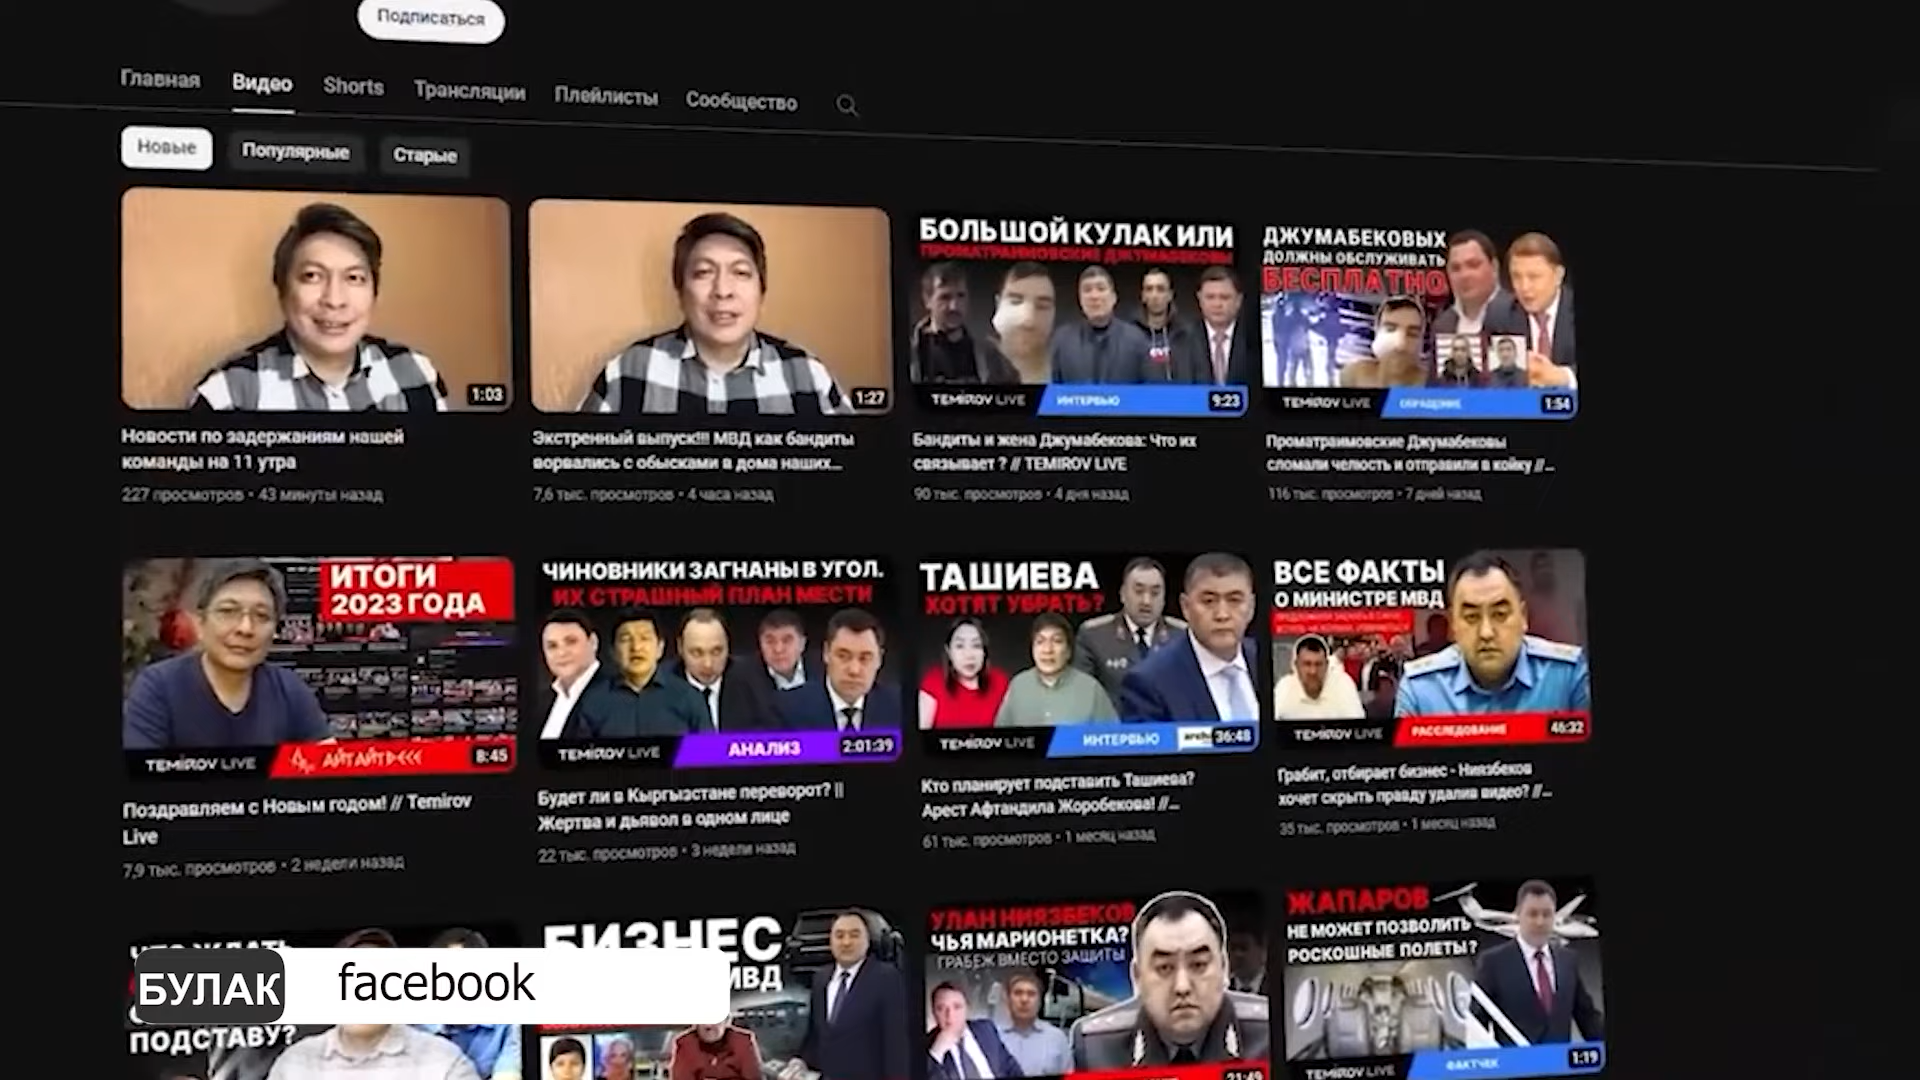 Подписаться
Главная Видео Shorts Трансляции Плейлисты Сообщество
Новые Популярные Старые
1:03
Новости по задержаниям нашей
команды на 11 утра
227 просмотров • 43 минуты назад
1:27
Экстренный выпуск!!! МВД как бандиты
ворвались с обысками в дома наших...
7,6 тыс. просмотров • 4 часа назад
БОЛЬШОЙ КУЛАК ИЛИ
ПРОМАТРАИМОВСКИЕ ДЖУМАБЕКОВЫ
TEMIROV LIVE ИНТЕРВЬЮ 9:23
Бандиты и жена Джумабекова: Что их
связывает ? // TEMIROV LIVE
90 тыс. просмотров • 4 дня назад
ДЖУМАБЕКОВЫХ
ДОЛЖНЫ ОБСЛУЖИВАТЬ
БЕСПЛАТНО
TEMIROV LIVE ОБРАЩЕНИЕ 1:54
Проматраимовские Джумабековы
сломали челюсть и отправили в койку //...
116 тыс. просмотров • 7 дней назад
ИТОГИ
2023 ГОДА
TEMIROV LIVE АЙТАЙТDЕСЕ 8:45
Поздравляем с Новым годом! // Temirov
Live
7,9 тыс. просмотров • 2 недели назад
ЧИНОВНИКИ ЗАГНАНЫ В УГОЛ.
ИХ СТРАШНЫЙ ПЛАН МЕСТИ
TEMIROV LIVE АНАЛИЗ 2:01:39
Будет ли в Кыргызстане переворот? ||
Жертва и дьявол в одном лице
22 тыс. просмотров • 3 недели назад
ТАШИЕВА
ХОТЯТ УБРАТЬ?
TEMIROV LIVE ИНТЕРВЬЮ 36:48
Кто планирует подставить Ташиева?
Арест Афтандила Жоробекова! //...
61 тыс. просмотров • 1 месяц назад
ВСЕ ФАКТЫ
О МИНИСТРЕ МВД
TEMIROV LIVE РАССЛЕДОВАНИЕ 46:32
Грабит, отбирает бизнес - Ниязбеков
хочет скрыть правду удалив видео? //...
35 тыс. просмотров • 1 месяц назад
ПОДСТАВУ?
БИЗНЕС
МВД
УЛАН НИЯЗБЕКОВ
ЧЬЯ МАРИОНЕТКА?
ГРАБЕЖ ВМЕСТО ЗАЩИТЫ
21:49
ЖАПАРОВ
НЕ МОЖЕТ ПОЗВОЛИТЬ
РОСКОШНЫЕ ПОЛЕТЫ?
TEMIROV LIVE ФАКТЧЕК 1:19
БУЛАК facebook